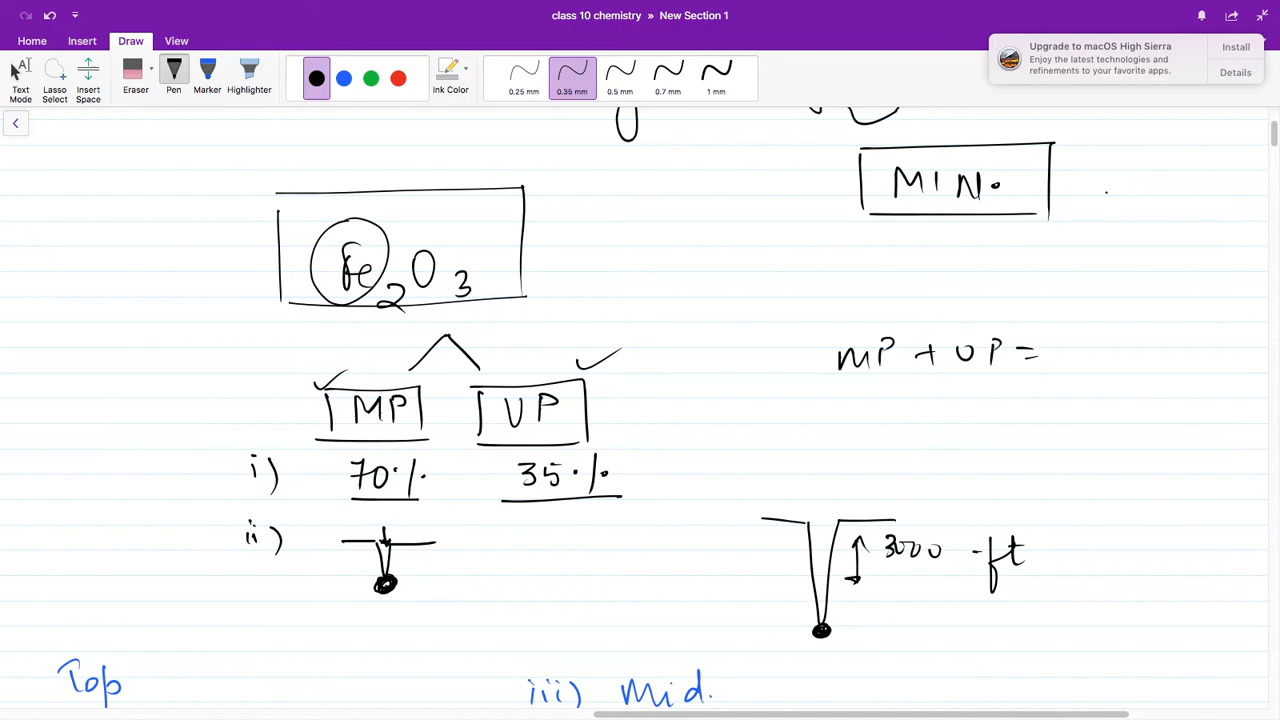 class 10 chemistry » New Section 1
Home Insert Draw View
Upgrade to macOS High Sierra
Enjoy the latest technologies and
refinements to your favorite apps.
Install
Details
Text Mode
Lasso Select
Insert Space
Eraser
Pen
Marker
Highlighter
Ink Color
0.25 mm 0.35 mm 0.5 mm 0.7 mm 1 mm
MIN.
Fe2O3
MP + UP =
MP UP
i) 70% 35%
ii) 3000 ft
Top iii) Mid.